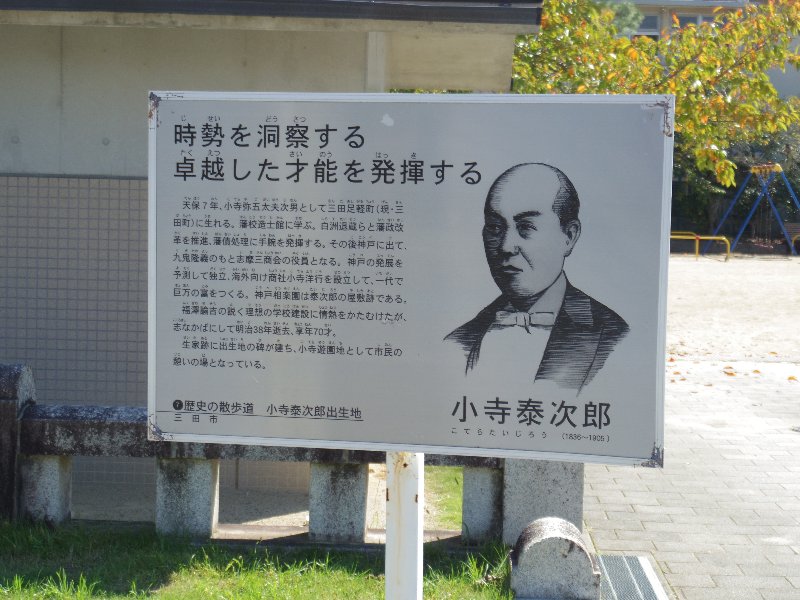 時勢を洞察する
卓越した才能を発揮する
天保7年、小寺弥五太夫次男として三田足軽町(現・三
田町)に生れる。藩校造士館に学ぶ。白洲退蔵らと藩政改
革を推進、藩債処理に手腕を発揮する。その後神戸に出て、
九鬼隆義のもと志摩三商会の役員となる。神戸の発展を
予測して独立、海外向け商社小寺洋行を設立して、一代で
巨万の富をつくる。神戸相楽園は泰次郎の屋敷跡である。
福澤諭吉の説く理想の学校建設に情熱をかたむけたが、
志なかばにして明治38年逝去、享年70才。
生家跡に出生地の碑が建ち、小寺遊園地として市民の
憩いの場となっている。
❼歴史の散歩道 小寺泰次郎出生地
三田市
小寺泰次郎
こでらたいじろう (1836〜1905)